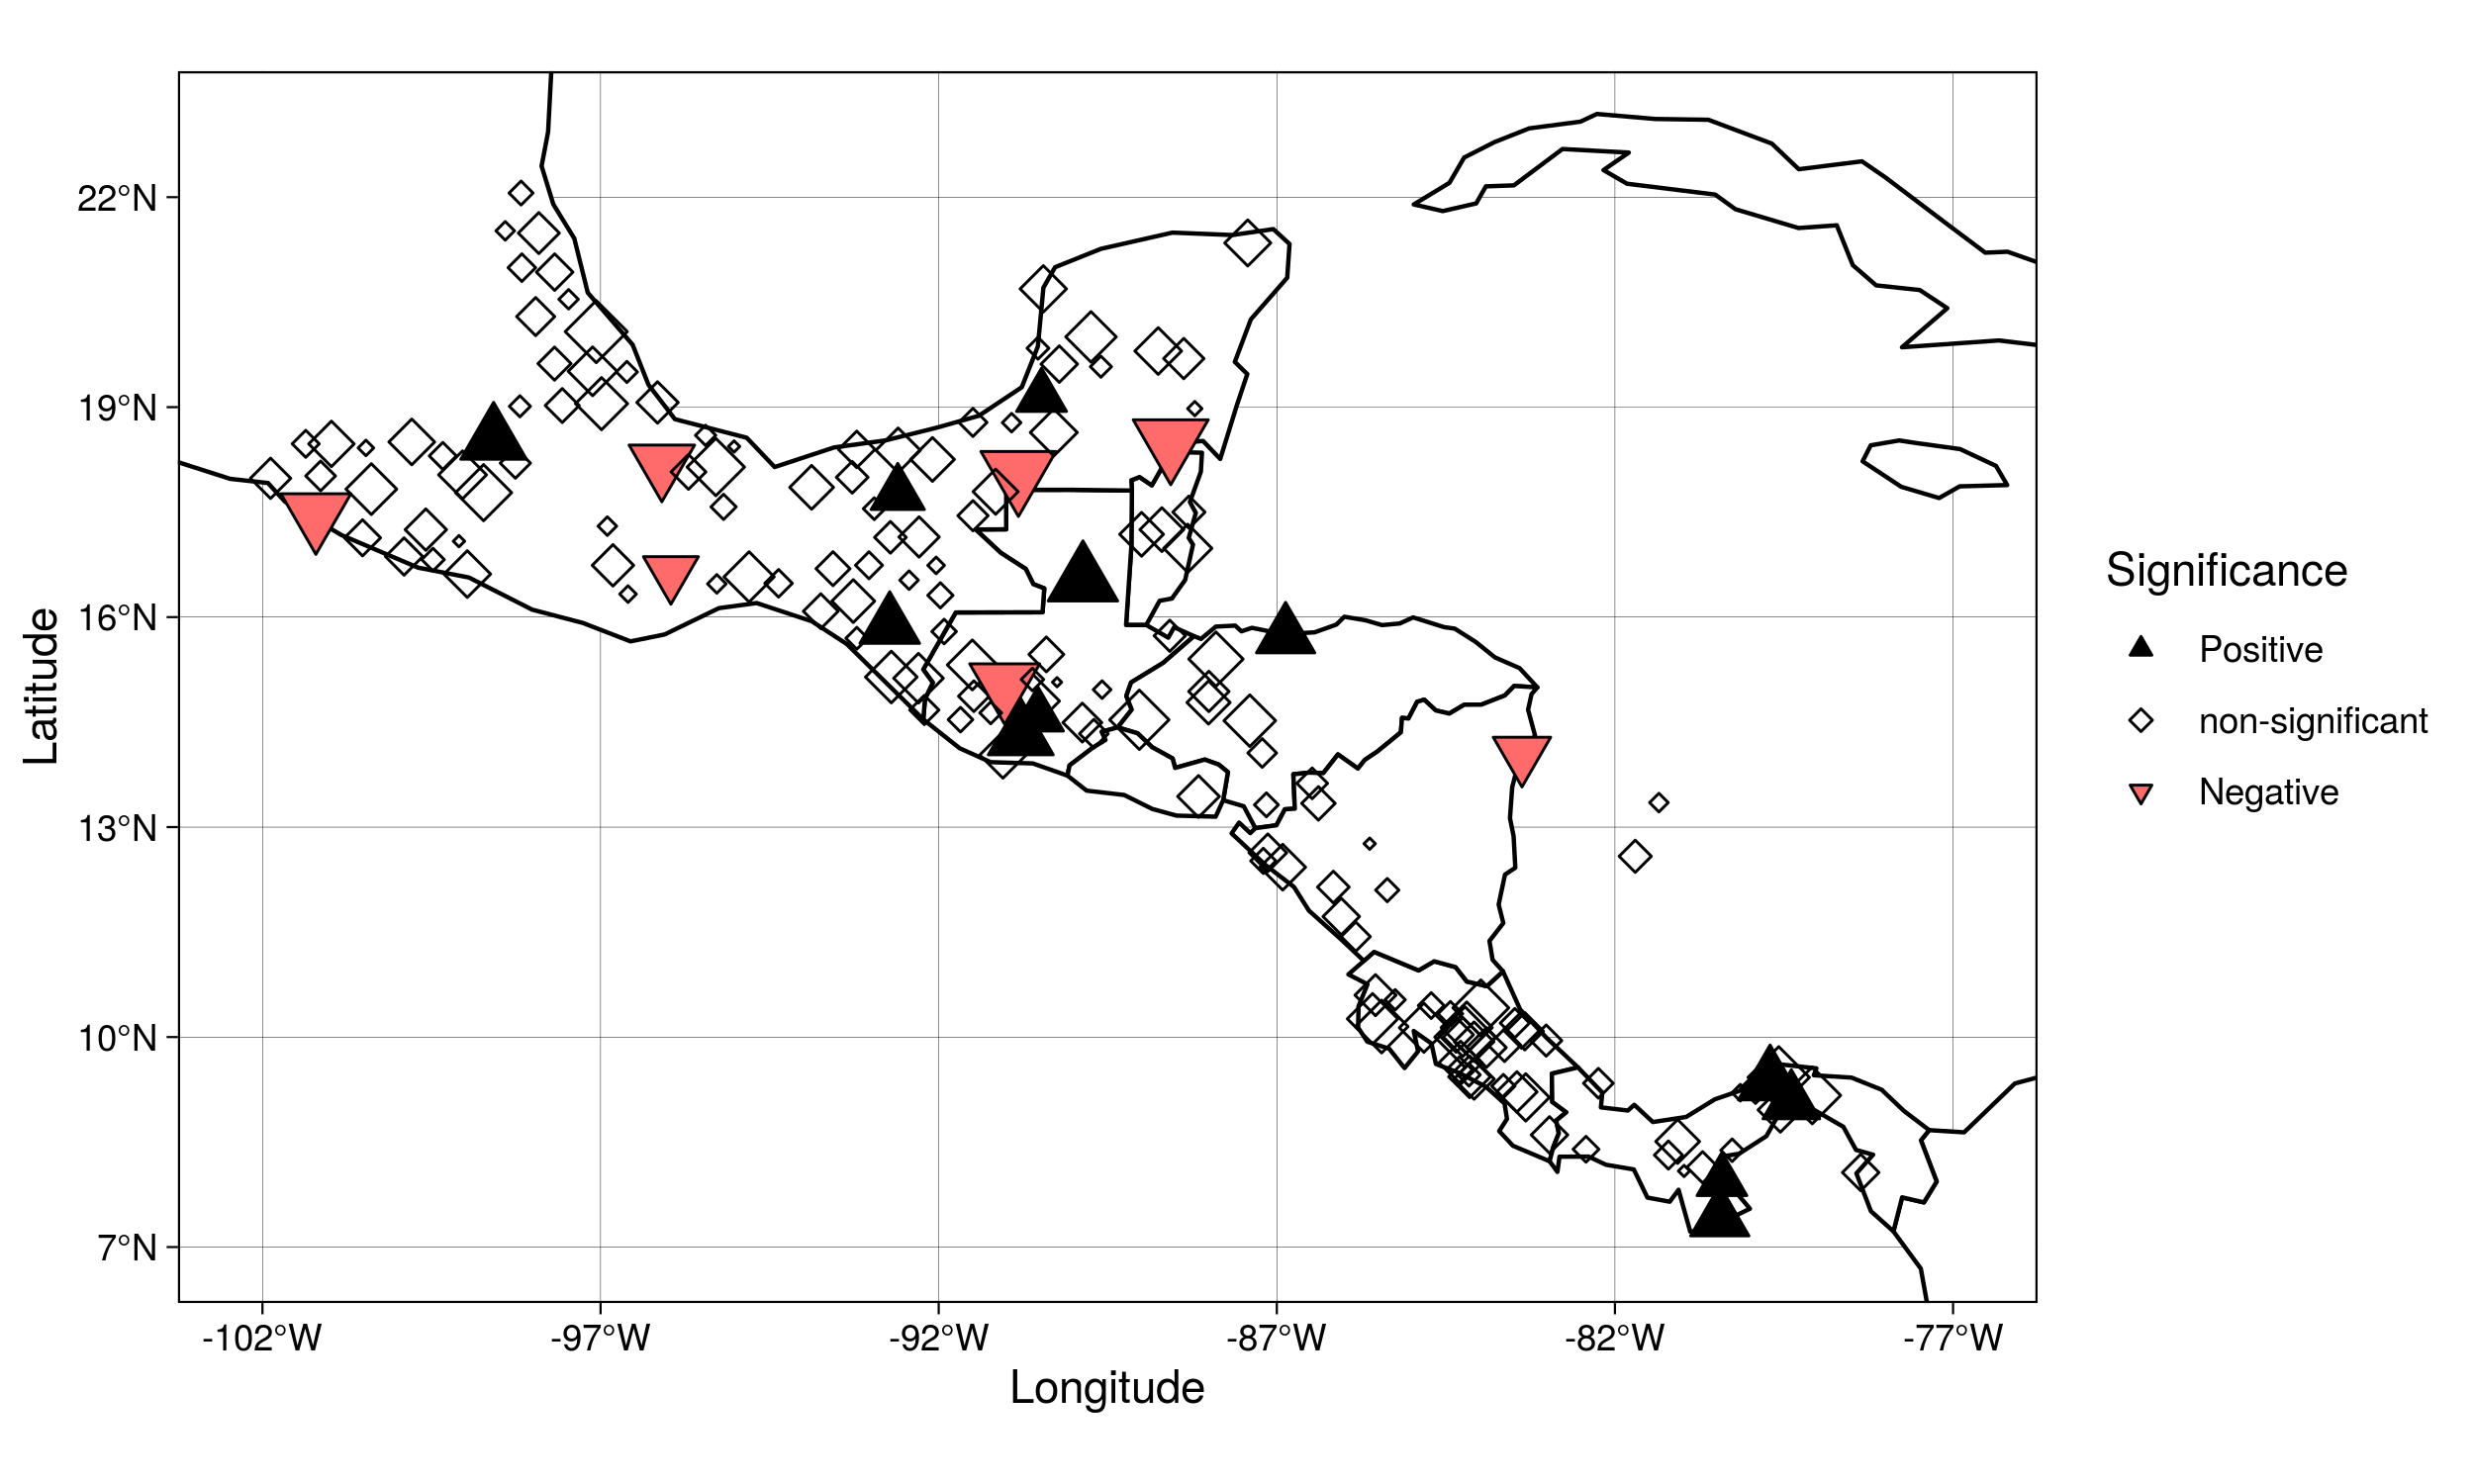 22°N
19°N
16°N
13°N
10°N
7°N
Latitude
-102°W
-97°W
-92°W
-87°W
-82°W
-77°W
Longitude
Significance
Positive
non-significant
Negative